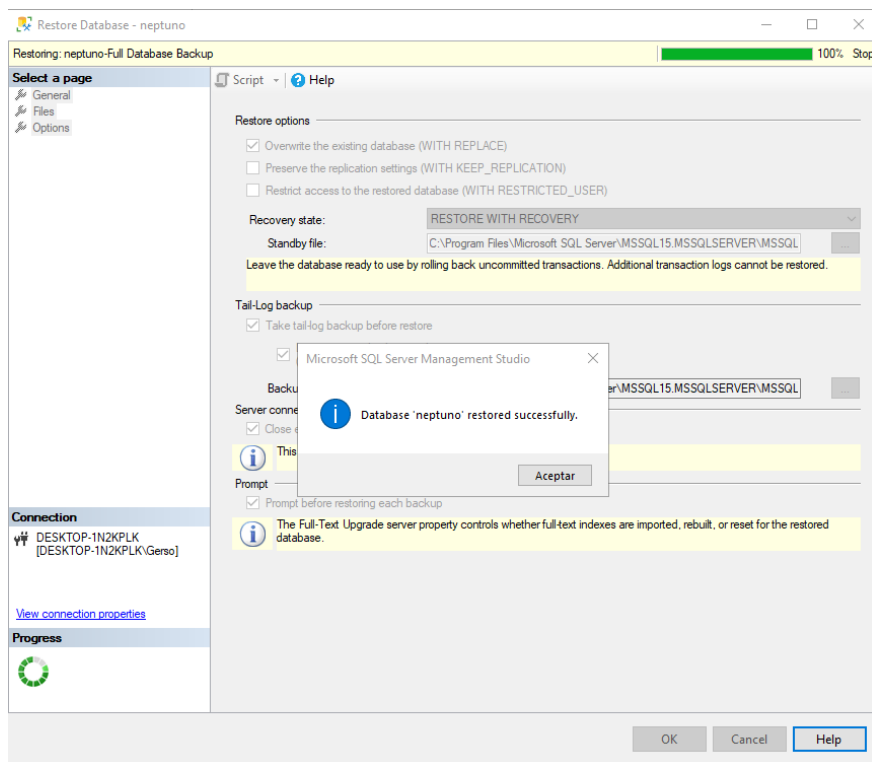 Restore Database - neptuno
Restoring: neptuno-Full Database Backup
100% Stop
Select a page
General
Files
Options
Script
Help
Restore options
Overwrite the existing database (WITH REPLACE)
Preserve the replication settings (WITH KEEP_REPLICATION)
Restrict access to the restored database (WITH RESTRICTED_USER)
Recovery state:
RESTORE WITH RECOVERY
Standby file:
C:\Program Files\Microsoft SQL Server\MSSQL15.MSSQLSERVER\MSSQL
...
Leave the database ready to use by rolling back uncommitted transactions. Additional transaction logs cannot be restored.
Tail-Log backup
Take tail-log backup before restore
Microsoft SQL Server Management Studio
Database 'neptuno' restored successfully.
Aceptar
Backu
er\MSSQL15.MSSQLSERVER\MSSQL
...
Server conne
Close e
This
Prompt
Prompt before restoring each backup
The Full-Text Upgrade server property controls whether full-text indexes are imported, rebuilt, or reset for the restored
database.
Connection
DESKTOP-1N2KPLK
[DESKTOP-1N2KPLK\Gerso]
View connection properties
Progress
OK
Cancel
Help